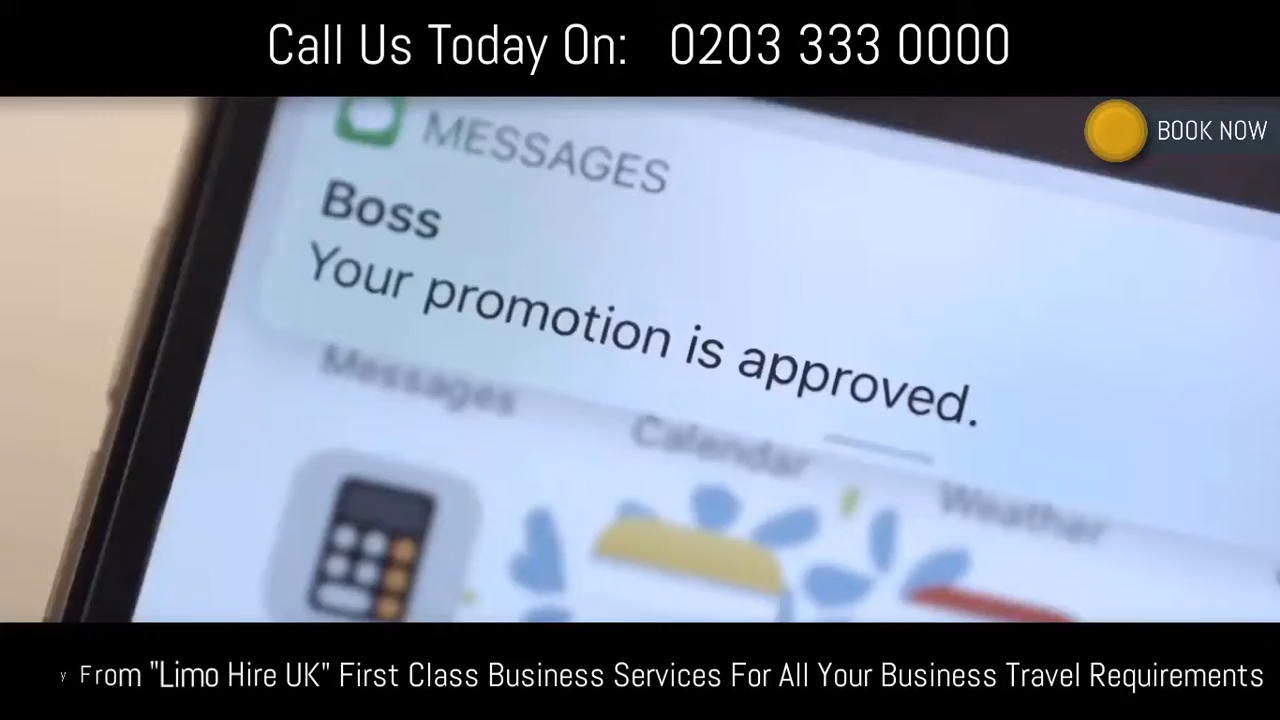 Call Us Today On: 0203 333 0000
BOOK NOW
MESSAGES
Boss
Your promotion is approved.
Messages
Calendar
Weather
y From "Limo Hire UK" First Class Business Services For All Your Business Travel Requirements